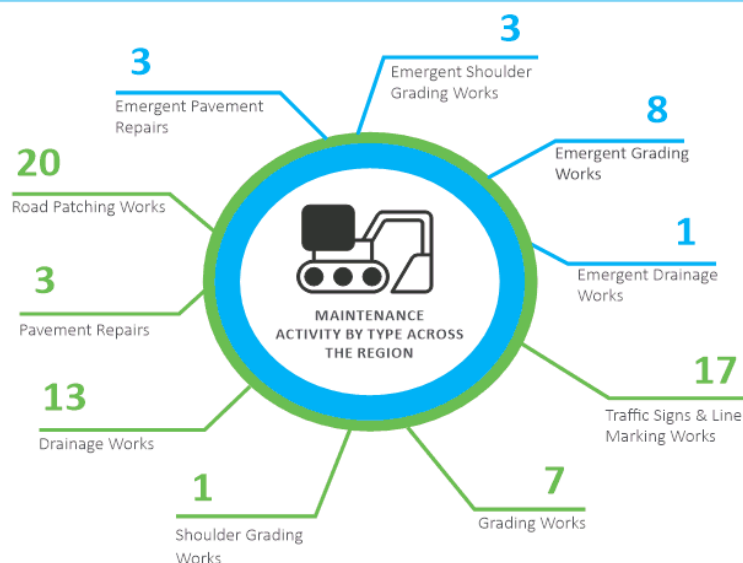 3
Emergent Shoulder
Grading Works
3
Emergent Pavement
Repairs
8
Emergent Grading
Works
20
Road Patching Works
1
Emergent Drainage
Works
3
Pavement Repairs
MAINTENANCE
ACTIVITY BY TYPE ACROSS
THE REGION
17
Traffic Signs & Line
Marking Works
13
Drainage Works
7
Grading Works
1
Shoulder Grading
Works